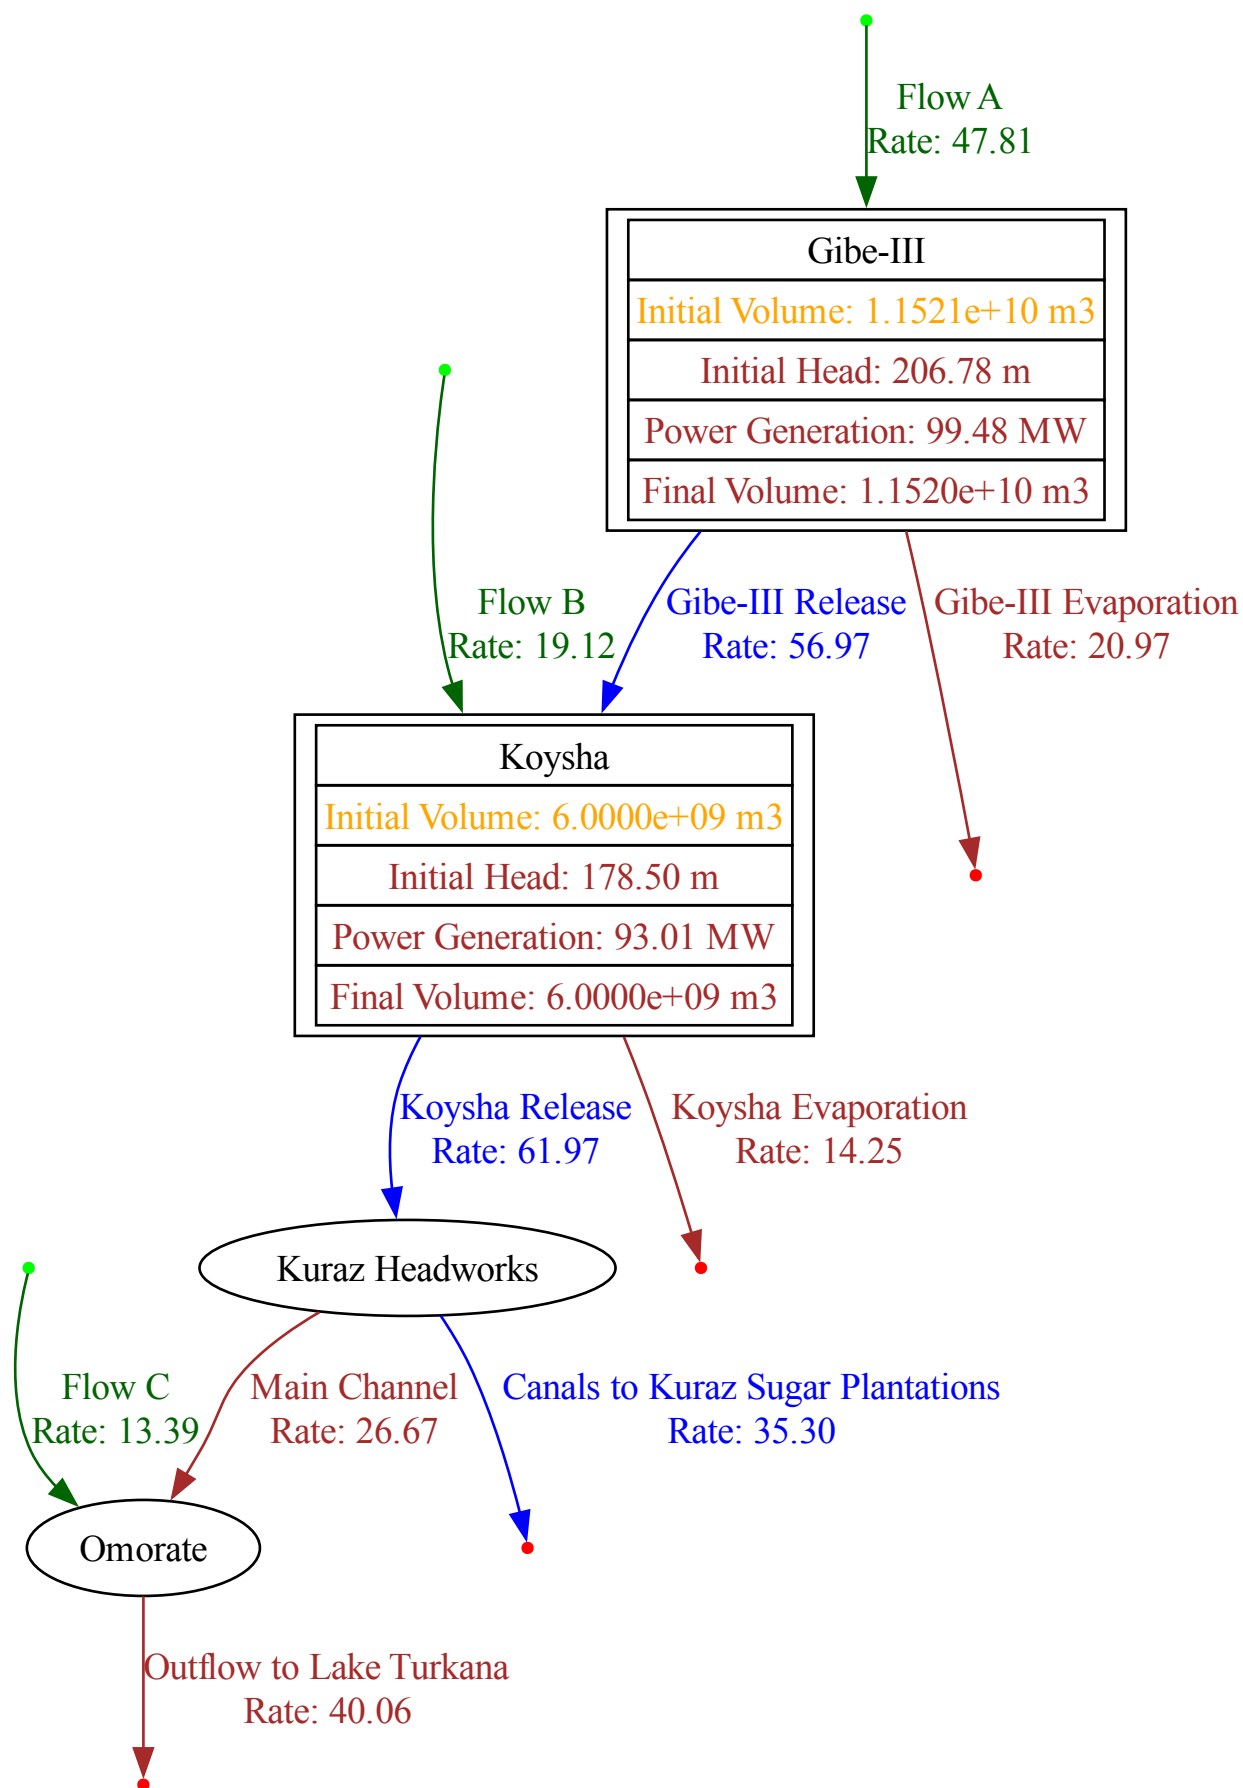 Flow A
Rate: 47.81
Gibe-III
Initial Volume: 1.1521e+10 m3
Initial Head: 206.78 m
Power Generation: 99.48 MW
Final Volume: 1.1520e+10 m3
Flow B
Rate: 19.12
Gibe-III Release
Rate: 56.97
Gibe-III Evaporation
Rate: 20.97
Koysha
Initial Volume: 6.0000e+09 m3
Initial Head: 178.50 m
Power Generation: 93.01 MW
Final Volume: 6.0000e+09 m3
Koysha Release
Rate: 61.97
Koysha Evaporation
Rate: 14.25
Kuraz Headworks
Flow C
Rate: 13.39
Main Channel
Rate: 26.67
Canals to Kuraz Sugar Plantations
Rate: 35.30
Omorate
Outflow to Lake Turkana
Rate: 40.06